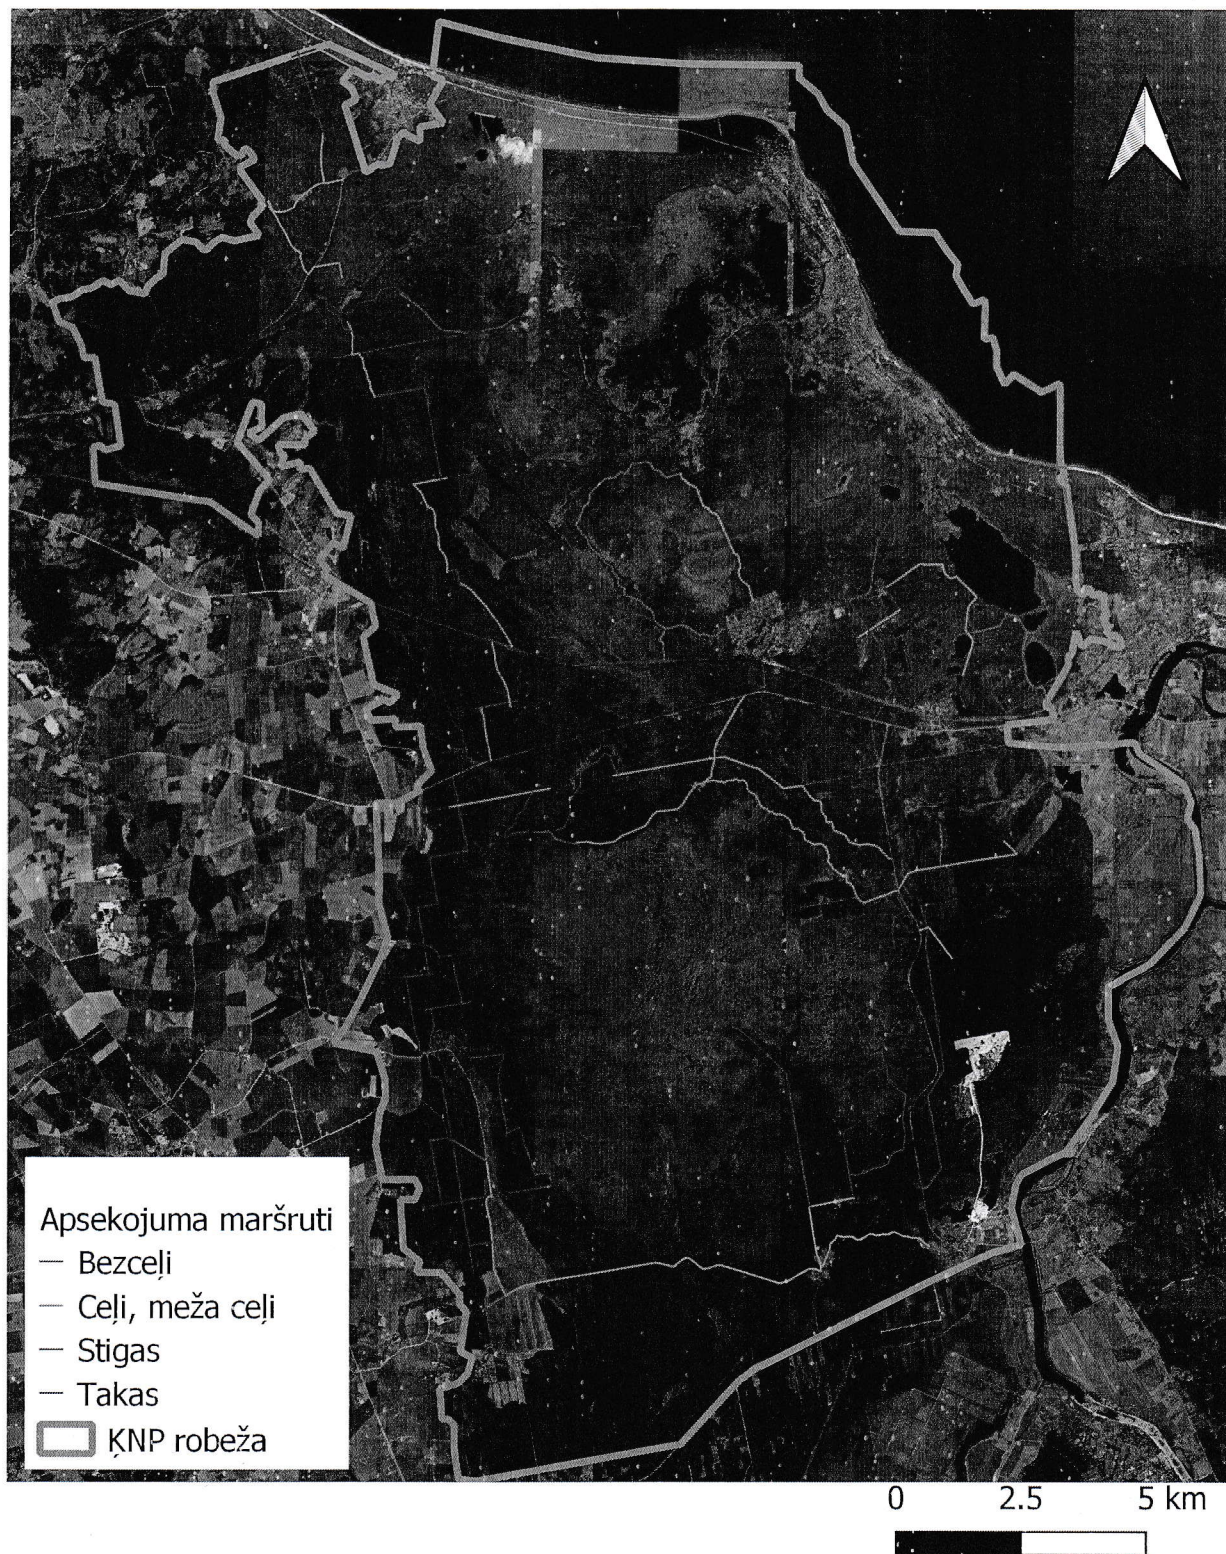 Apsekojuma maršruti
Bezceļi
Ceļi, meža ceļi
Stigas
Takas
ĶNP robeža
0 2.5 5 km